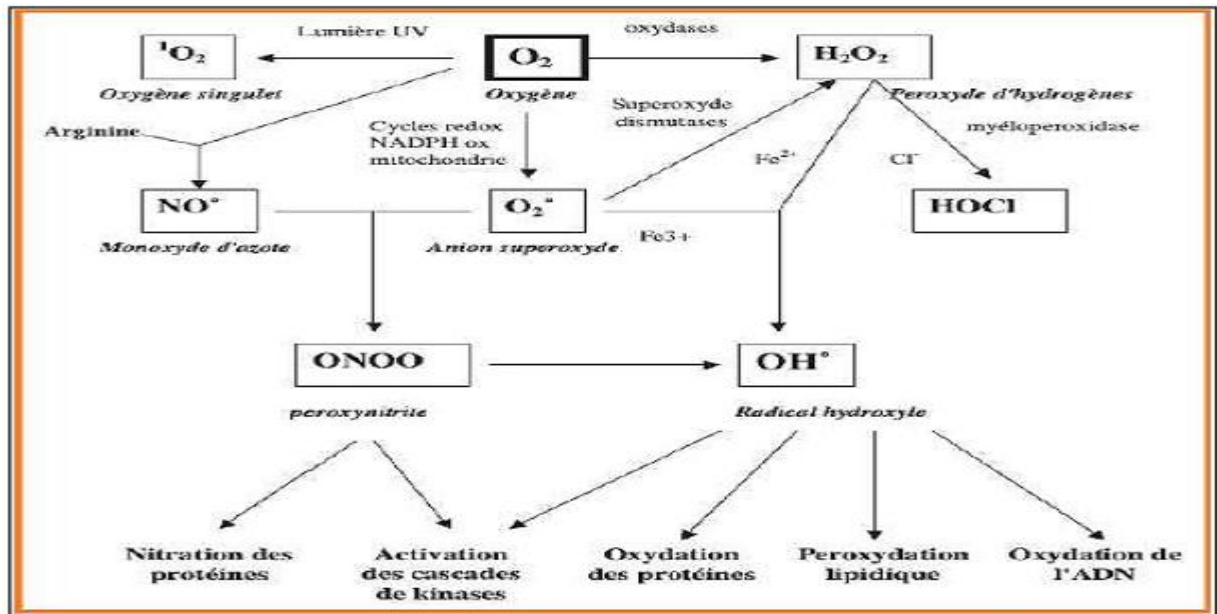 Lumière UV
oxydases
¹O₂
O₂
H₂O₂
Oxygène singulet
Oxygène
Peroxyde d'hydrogènes
Arginine
Cycles redox
NADPH ox
mitochondrie
Superoxyde
dismutases
myéloperoxidase
Fe²⁺
Cl⁻
NO°
O₂°
HOCl
Monoxyde d'azote
Anion superoxyde
Fe3+
ONOO
OH°
peroxynitrite
Radical hydroxyle
Nitration des
protéines
Activation
des cascades
de kinases
Oxydation
des protéines
Peroxydation
lipidique
Oxydation de
l'ADN